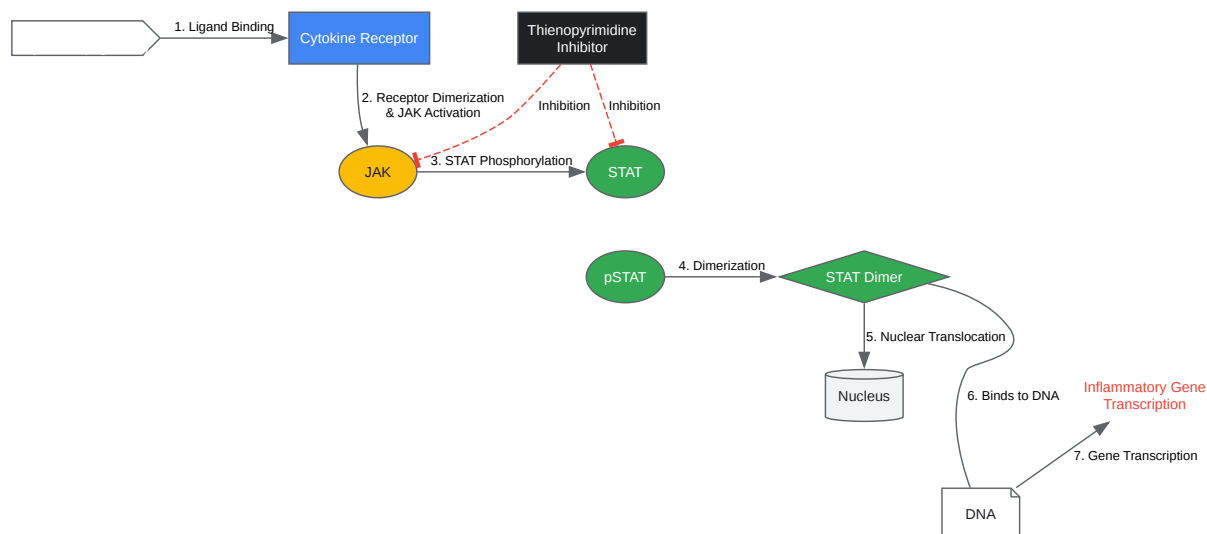 1. Ligand Binding
Cytokine Receptor
Thienopyrimidine
Inhibitor
2. Receptor Dimerization
& JAK Activation
Inhibition
Inhibition
JAK
3. STAT Phosphorylation
STAT
pSTAT
4. Dimerization
STAT Dimer
5. Nuclear Translocation
Nucleus
6. Binds to DNA
Inflammatory Gene
Transcription
7. Gene Transcription
DNA